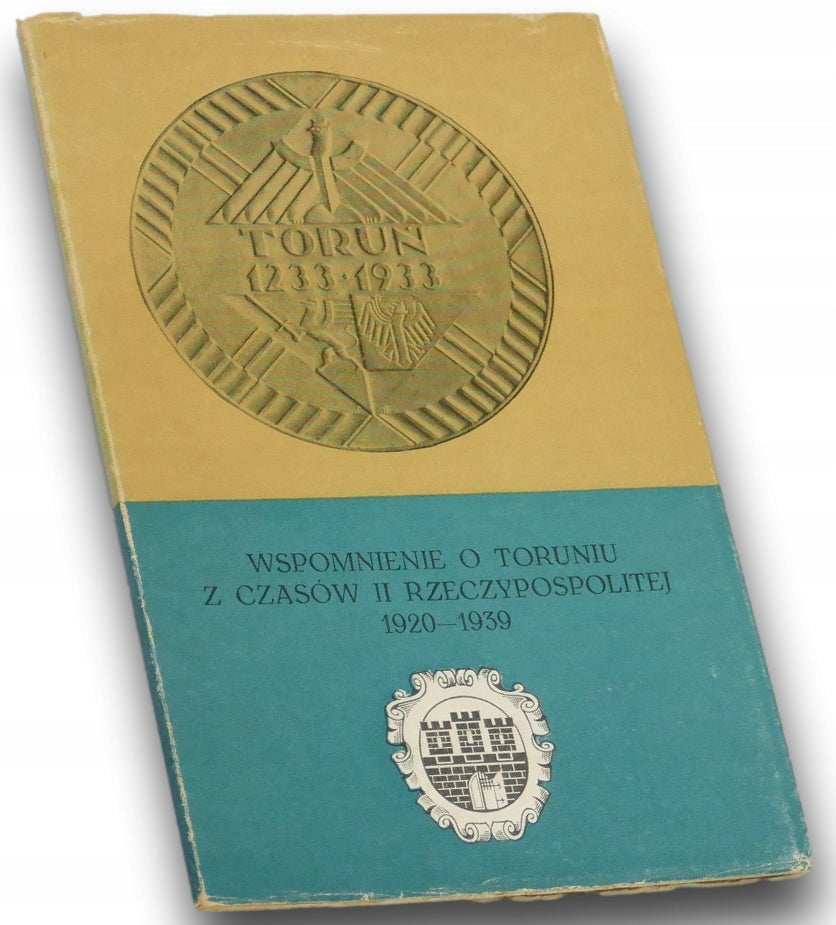 TORUŃ
1233·1933
WSPOMNIENIE O TORUNIU
Z CZASÓW II RZECZYPOSPOLITEJ
1920—1939